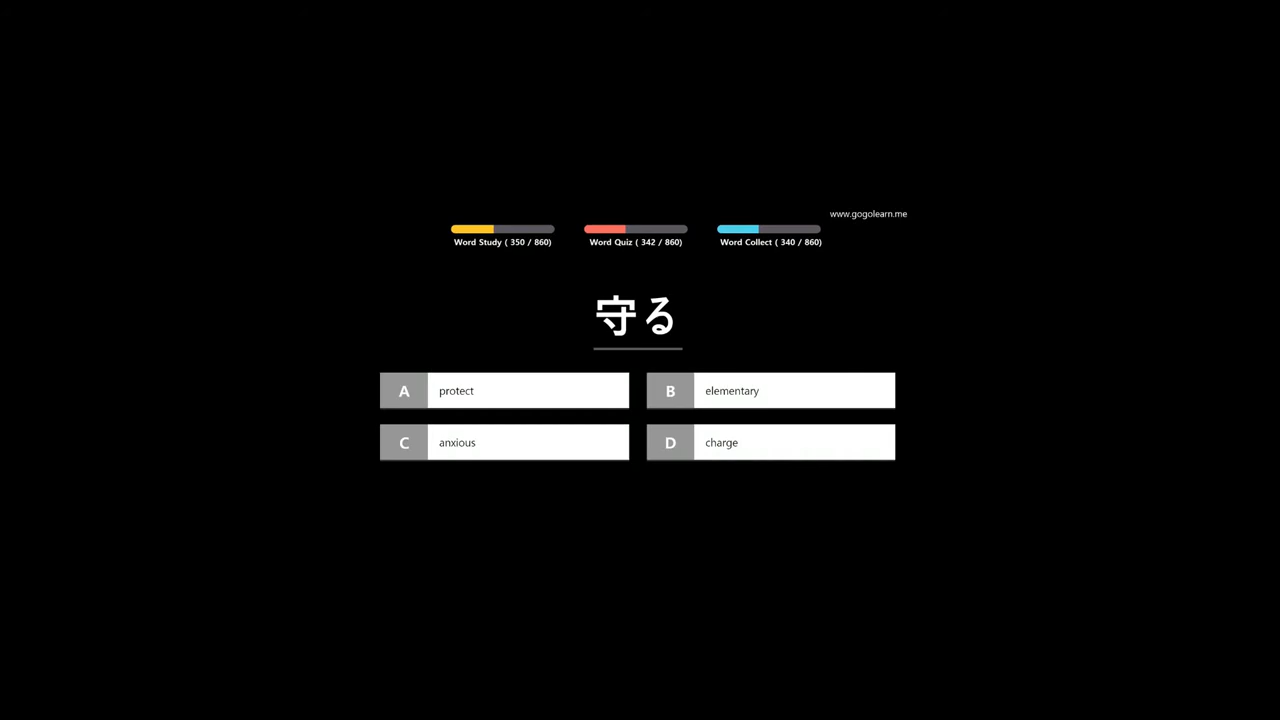 www.gogolearn.me
Word Study ( 350 / 860)
Word Quiz ( 342 / 860)
Word Collect ( 340 / 860)
守る
A protect
B elementary
C anxious
D charge